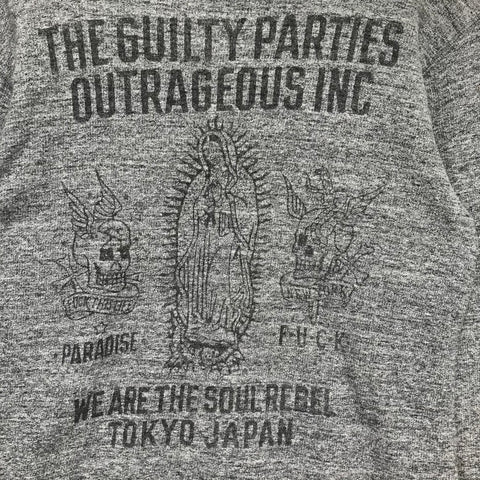 THE GUILTY PARTIES
OUTRAGEOUS INC
PARADISE
F·U·C·K
WE ARE THE SOUL REBEL
TOKYO JAPAN